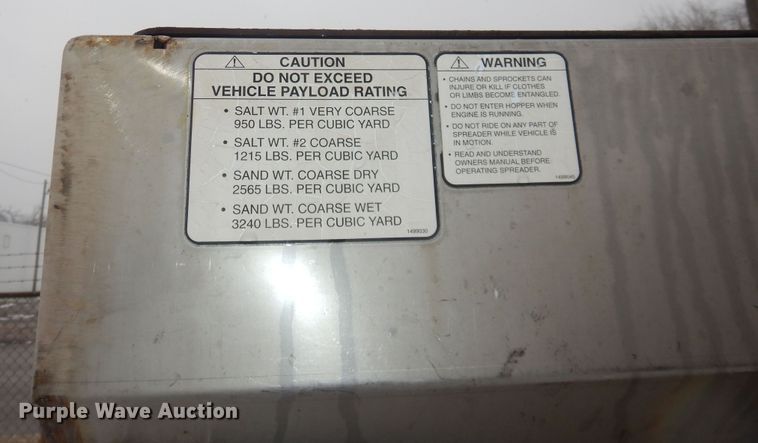 CAUTION
DO NOT EXCEED
VEHICLE PAYLOAD RATING
• SALT WT. #1 VERY COARSE
950 LBS. PER CUBIC YARD
• SALT WT. #2 COARSE
1215 LBS. PER CUBIC YARD
• SAND WT. COARSE DRY
2565 LBS. PER CUBIC YARD
• SAND WT. COARSE WET
3240 LBS. PER CUBIC YARD
1499030
WARNING
• CHAINS AND SPROCKETS CAN
INJURE OR KILL IF CLOTHES
OR LIMBS BECOME ENTANGLED.
• DO NOT ENTER HOPPER WHEN
ENGINE IS RUNNING.
• DO NOT RIDE ON ANY PART OF
SPREADER WHILE VEHICLE IS
IN MOTION.
• READ AND UNDERSTAND
OWNERS MANUAL BEFORE
OPERATING SPREADER.
Purple Wave Auction